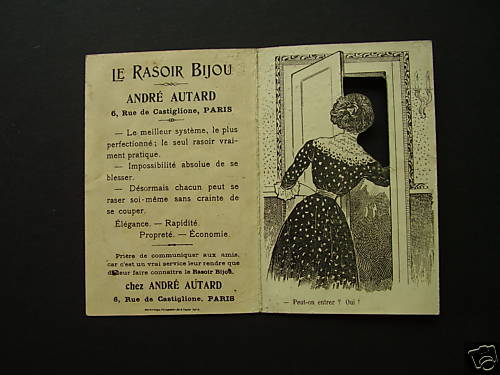 LE RASOIR BIJOU
ANDRÉ AUTARD
6, Rue de Castiglione, PARIS
— Le meilleur système, le plus
perfectionné; le seul rasoir vrai-
ment pratique.
— Impossibilité absolue de se
blesser.
— Désormais chacun peut se
raser soi-même sans crainte de
se couper.
Élégance. — Rapidité.
Propreté. — Économie.
Prière de communiquer aux amis,
car c'est un vrai service leur rendre que
de leur faire connaître le Rasoir Bijou.
chez ANDRÉ AUTARD
6, Rue de Castiglione, PARIS
— Peut-on entrer ? Oui !